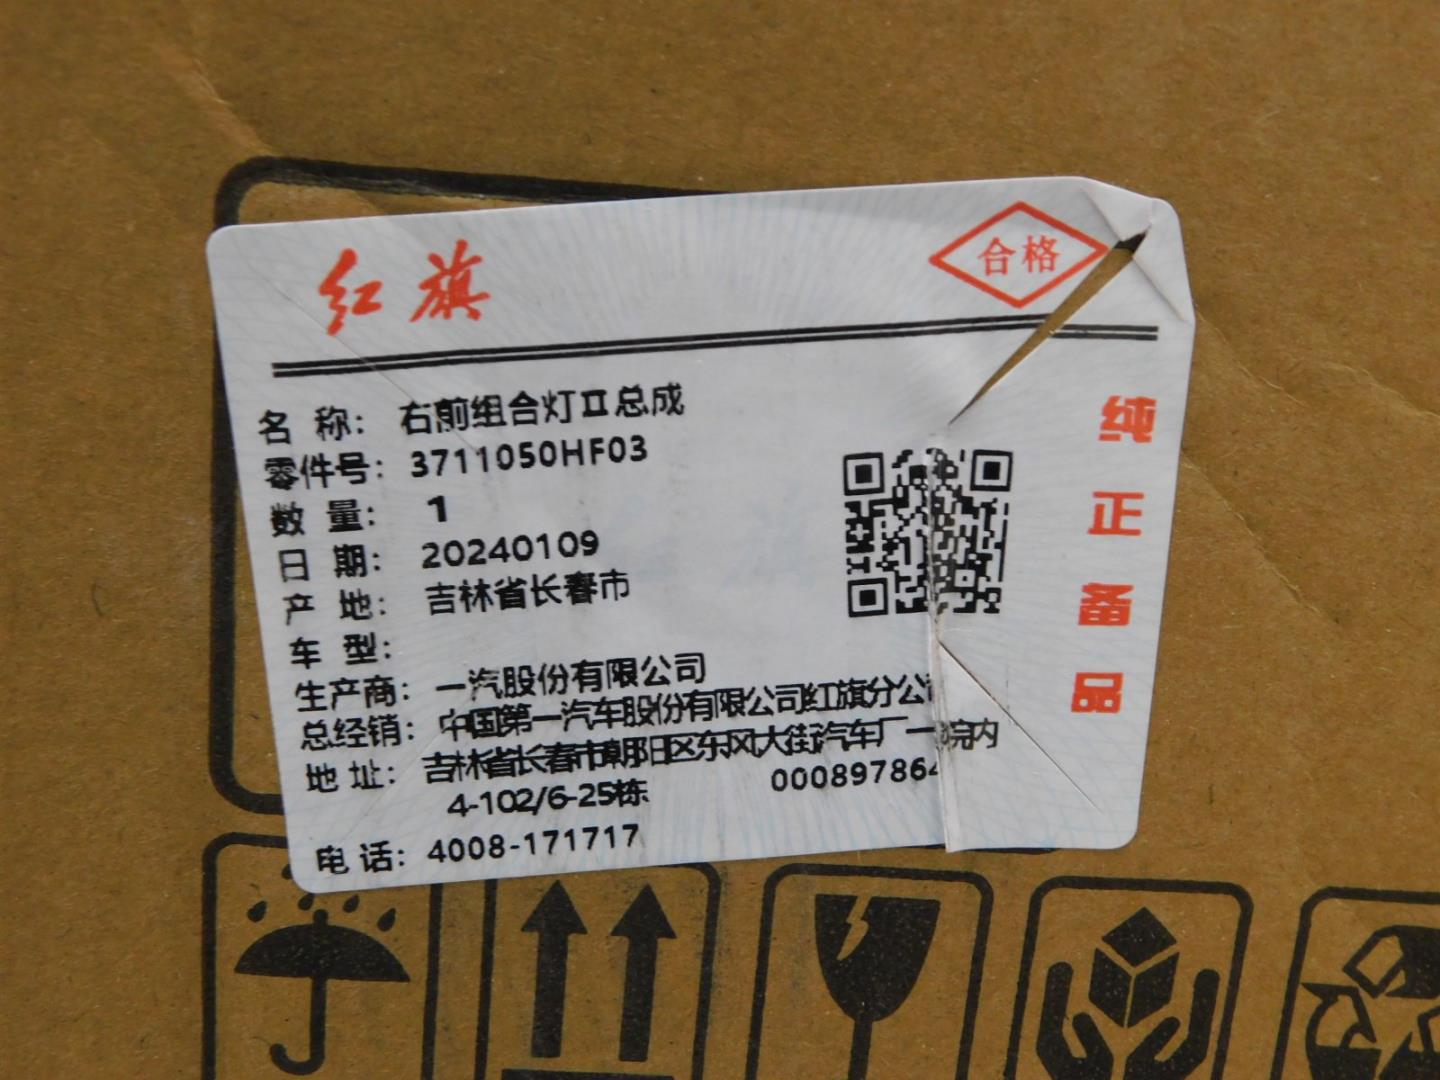 红旗
合格
名 称： 右前组合灯Ⅱ总成
零件号： 3711050HF03
数 量： 1
日 期： 20240109
产 地： 吉林省长春市
车 型：
生产商： 一汽股份有限公司
总经销： 中国第一汽车股份有限公司红旗分公
地 址： 吉林省长春市朝阳区东风大街汽车厂一 院内
4-102/6-25栋 00089786
电 话： 4008-171717
纯正备品